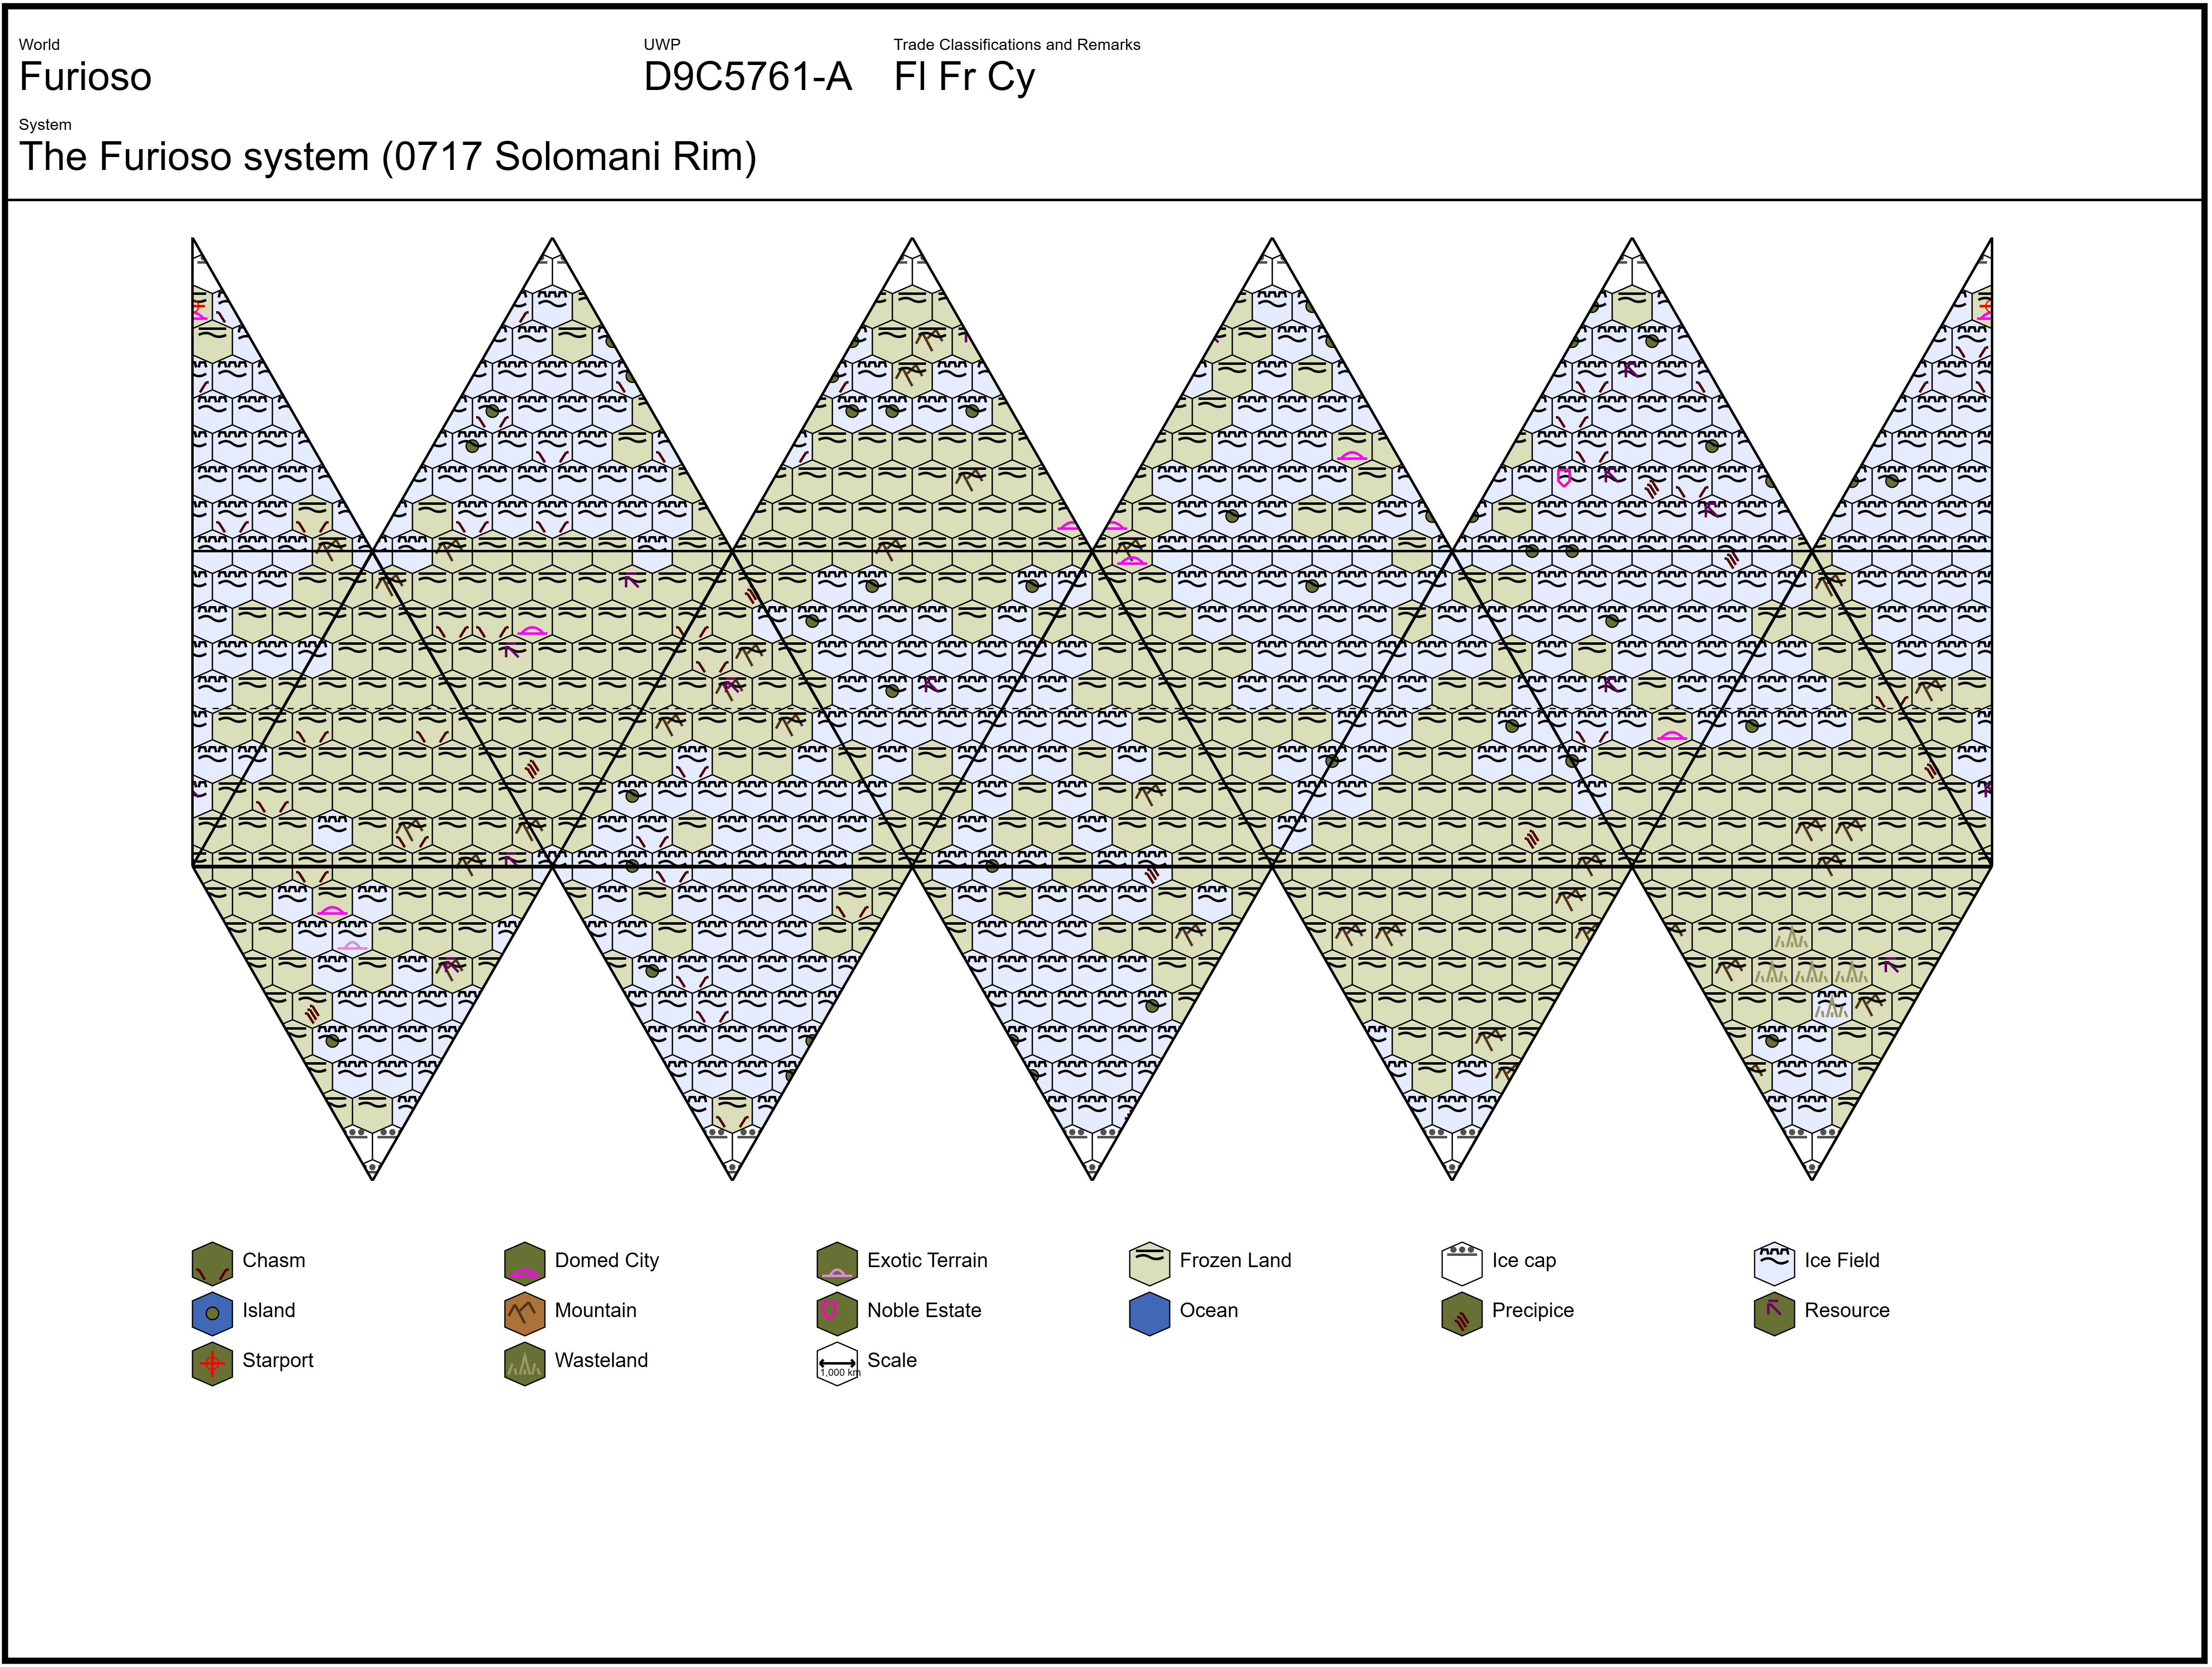 World
UWP
Trade Classifications and Remarks
Furioso
D9C5761-A
Fl Fr Cy
System
The Furioso system (0717 Solomani Rim)
Chasm
Domed City
Exotic Terrain
Frozen Land
Ice cap
Ice Field
Island
Mountain
Noble Estate
Ocean
Precipice
Resource
Starport
Wasteland
Scale
1,000 km